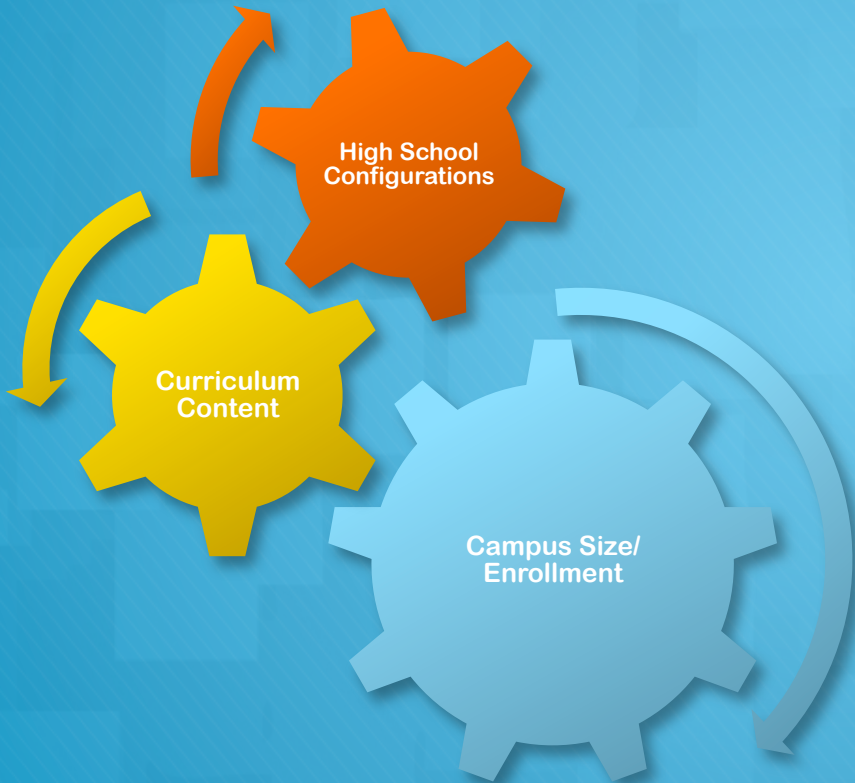 High School
Configurations
Curriculum
Content
Campus Size/
Enrollment